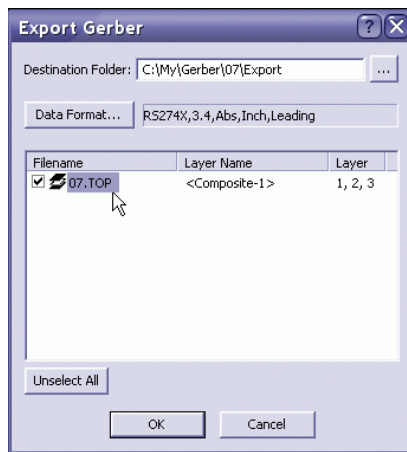 Export Gerber
Destination Folder: C:\My\Gerber\07\Export ...
Data Format... RS274X,3.4,Abs,Inch,Leading
Filename Layer Name Layer
07.TOP <Composite-1> 1, 2, 3
Unselect All
OK Cancel